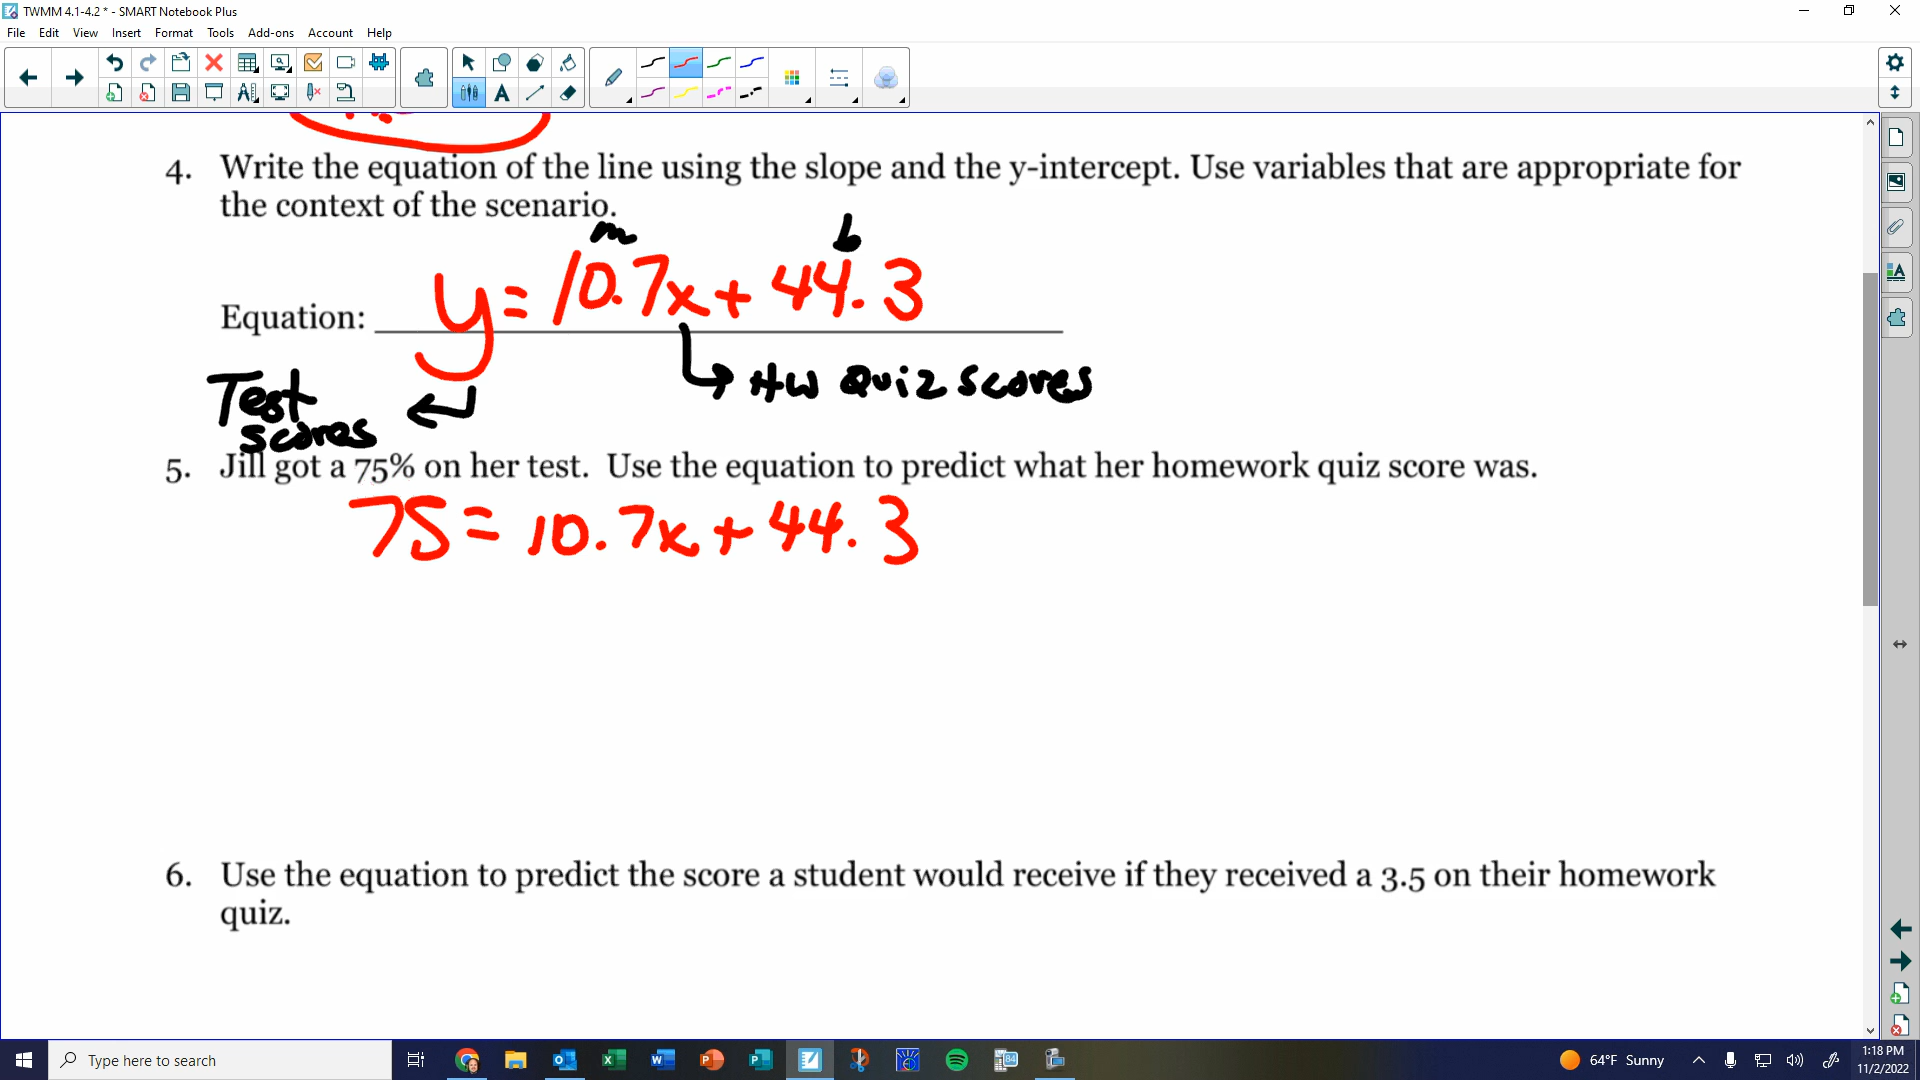 TWMM 4.1-4.2 * - SMART Notebook Plus
File Edit View Insert Format Tools Add-ons Account Help
4. Write the equation of the line using the slope and the y-intercept. Use variables that are appropriate for
the context of the scenario.
m b
Equation: y = 10.7x + 44.3
HW Quiz scores
Test
scores
5. Jill got a 75% on her test. Use the equation to predict what her homework quiz score was.
75 = 10.7x + 44.3
6. Use the equation to predict the score a student would receive if they received a 3.5 on their homework
quiz.
Type here to search
84
64°F Sunny
1:18 PM
11/2/2022